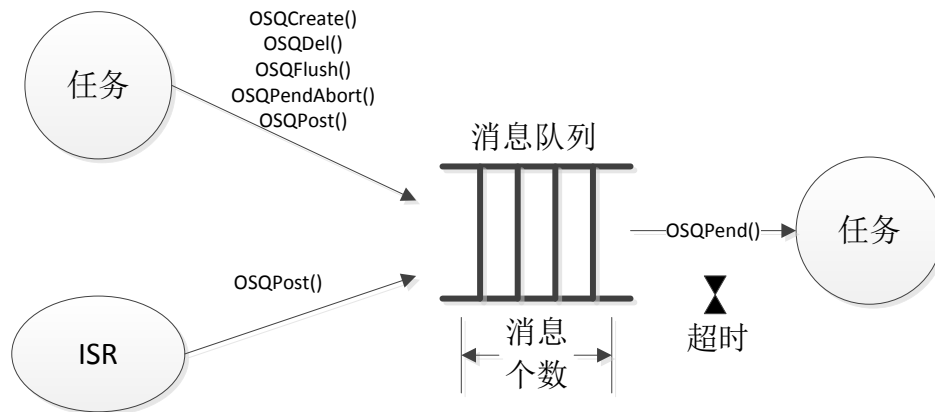 OSQCreate()
OSQDel()
OSQFlush()
OSQPendAbort()
OSQPost()
任务
消息队列
OSQPend()
任务
OSQPost()
ISR
消息
个数
超时